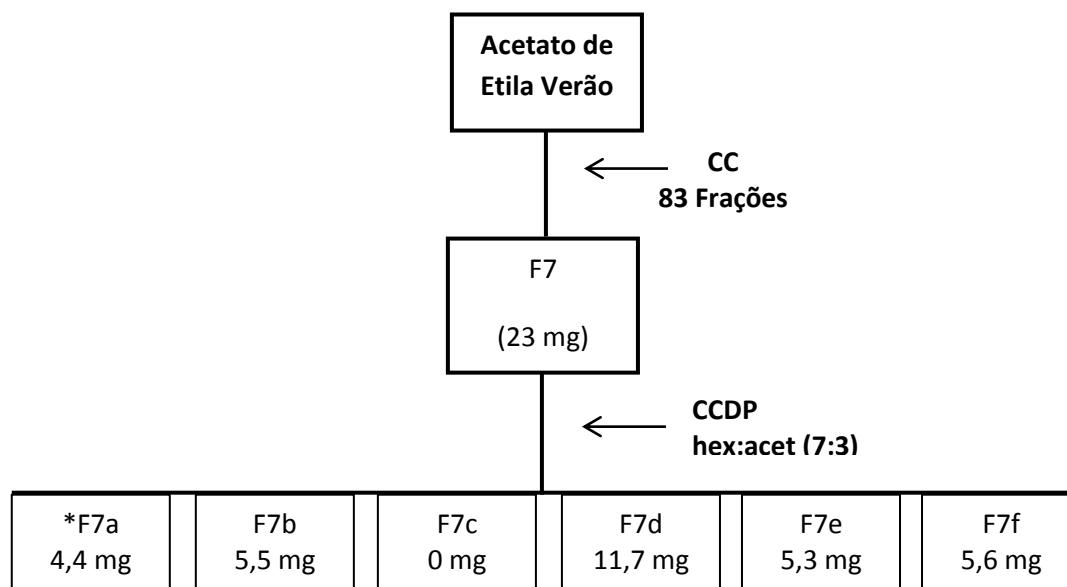 Acetato de
Etila Verão
CC
83 Frações
F7
(23 mg)
CCDP
hex:acet (7:3)
*F7a
4,4 mg
F7b
5,5 mg
F7c
0 mg
F7d
11,7 mg
F7e
5,3 mg
F7f
5,6 mg